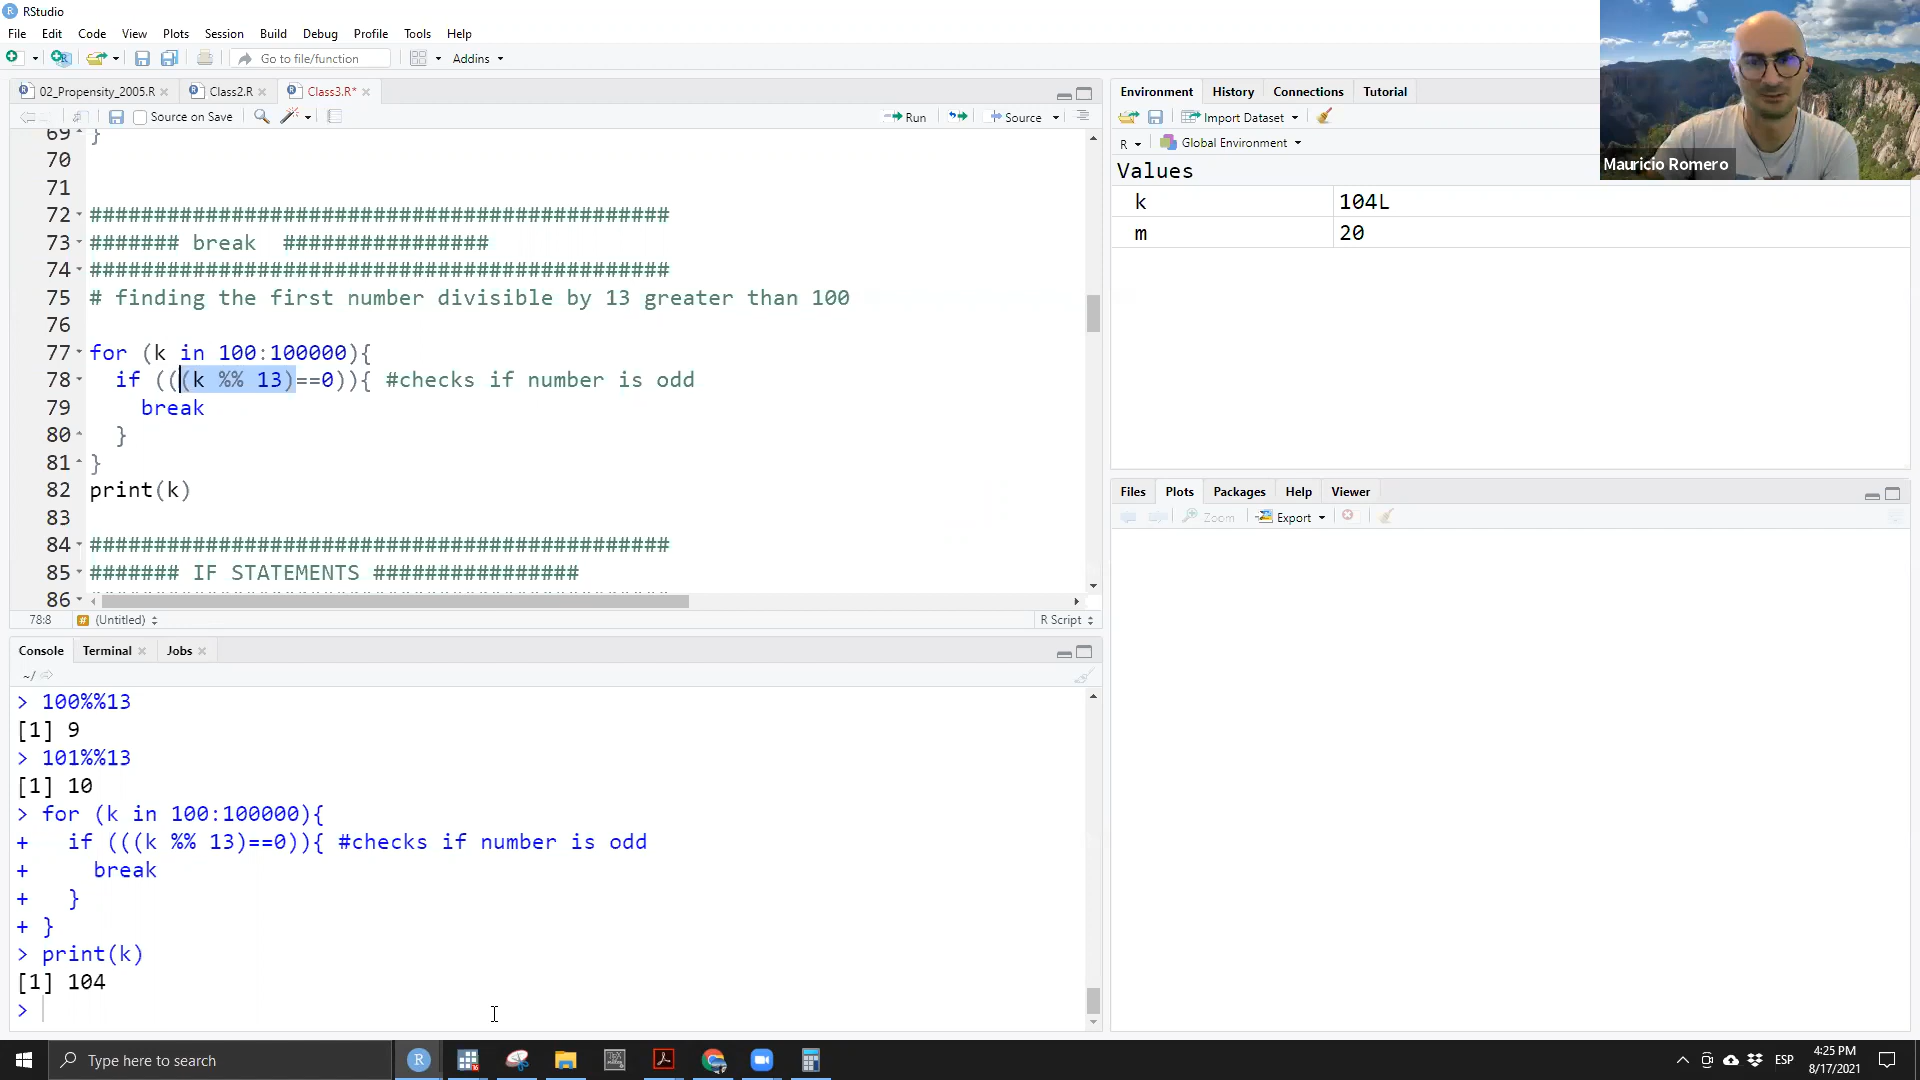 RStudio
File Edit Code View Plots Session Build Debug Profile Tools Help
Go to file/function Addins
02_Propensity_2005.R Class2.R Class3.R*
Source on Save Run Source
69 }
70
71
72 #############################################
73 ####### break ################
74 #############################################
75 # finding the first number divisible by 13 greater than 100
76
77 for (k in 100:100000){
78 if (((k %% 13)==0)){ #checks if number is odd
79 break
80 }
81 }
82 print(k)
83
84 #############################################
85 ####### IF STATEMENTS ################
86
78:8 # (Untitled) R Script
Console Terminal Jobs
~/
> 100%%13
[1] 9
> 101%%13
[1] 10
> for (k in 100:100000){
+ if (((k %% 13)==0)){ #checks if number is odd
+ break
+ }
+ }
> print(k)
[1] 104
>
Environment History Connections Tutorial
Import Dataset
R Global Environment
Values
k 104L
m 20
Files Plots Packages Help Viewer
Zoom Export
Mauricio Romero
Type here to search
ESP
4:25 PM
8/17/2021